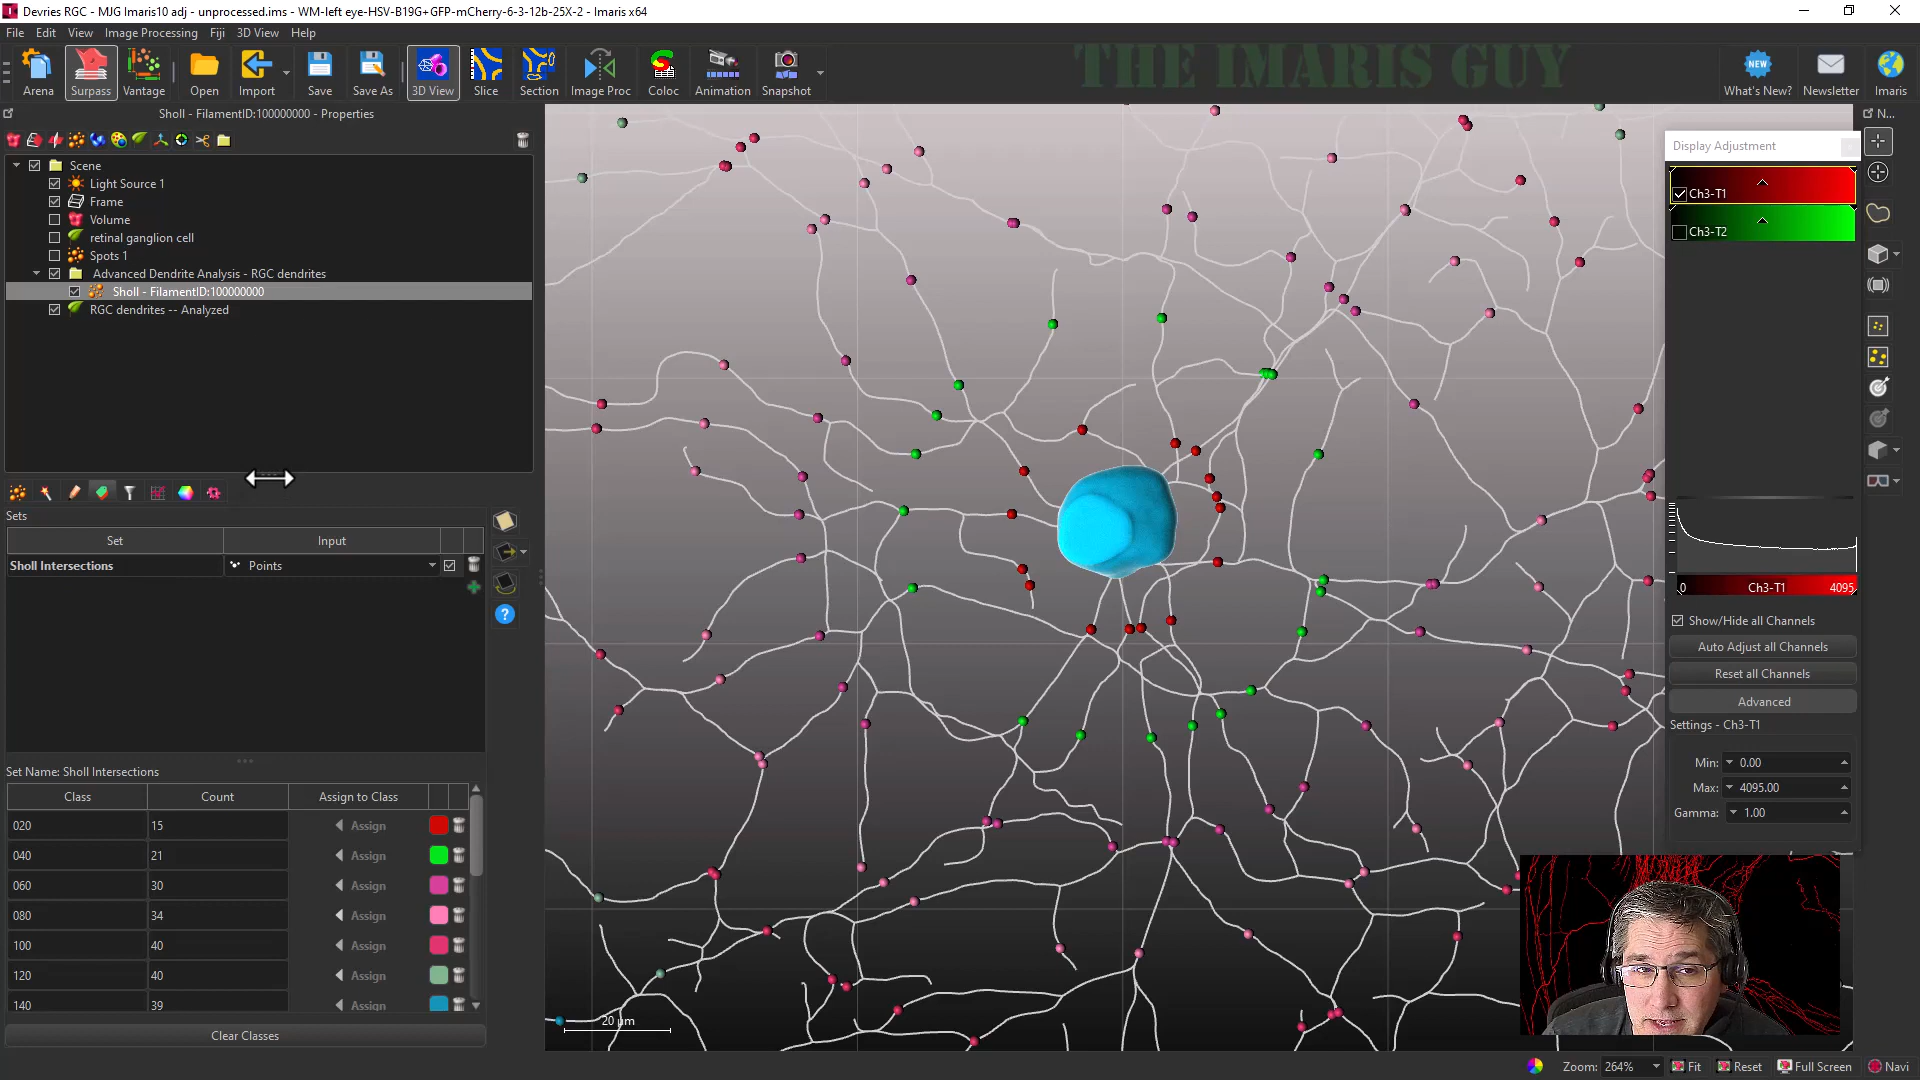 Devries RGC - MJG Imaris10 adj - unprocessed.ims - WM-left eye-HSV-B19G+GFP-mCherry-6-3-12b-25X-2 - Imaris x64
File Edit View Image Processing Fiji 3D View Help
THE IMARIS GUY
Arena Surpass Vantage Open Import Save Save As 3D View Slice Section Image Proc Coloc Animation Snapshot What's New? Newsletter Imaris
NEW
Sholl - FilamentID:100000000 - Properties
N...
Scene
Light Source 1
Frame
Volume
retinal ganglion cell
Spots 1
Advanced Dendrite Analysis - RGC dendrites
Sholl - FilamentID:100000000
RGC dendrites -- Analyzed
Sets
Set Input
Sholl Intersections Points
Set Name: Sholl Intersections
Class Count Assign to Class
020 15 Assign
040 21 Assign
060 30 Assign
080 34 Assign
100 40 Assign
120 40 Assign
140 39 Assign
Clear Classes
20 µm
Display Adjustment
Ch3-T1
Ch3-T2
0 Ch3-T1 4095
Show/Hide all Channels
Auto Adjust all Channels
Reset all Channels
Advanced
Settings - Ch3-T1
Min: 0.00
Max: 4095.00
Gamma: 1.00
Zoom: 264% Fit Reset Full Screen Navi